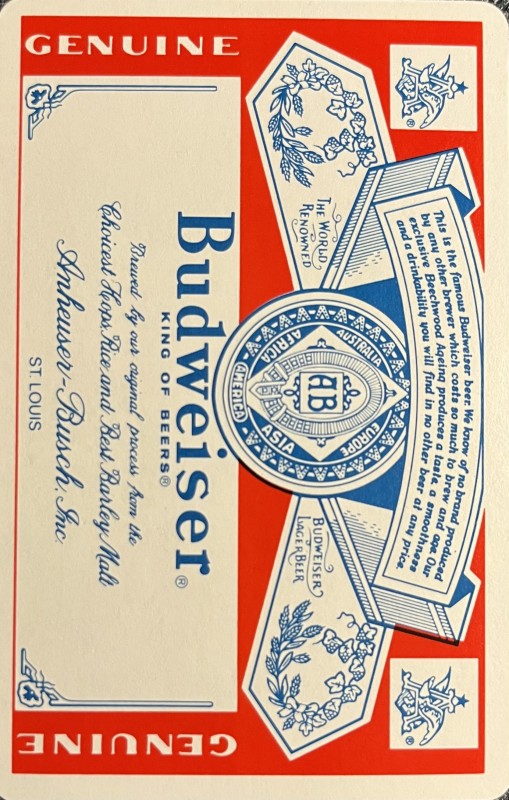 GENUINE
GENUINE
This is the famous Budweiser beer. We know of no brand produced
by any other brewer which costs so much to brew and age. Our
exclusive Beechwood Ageing produces a taste, a smoothness
and a drinkability you will find in no other beer at any price.
THE WORLD
RENOWNED
BUDWEISER
LAGER BEER
AUSTRALIA
AFRICA
EUROPE
AB
AMERICA
ASIA
Budweiser®
KING OF BEERS®
Brewed by our original process from the
Choicest Hops, Rice and Best Barley Malt
Anheuser-Busch, Inc.
ST. LOUIS